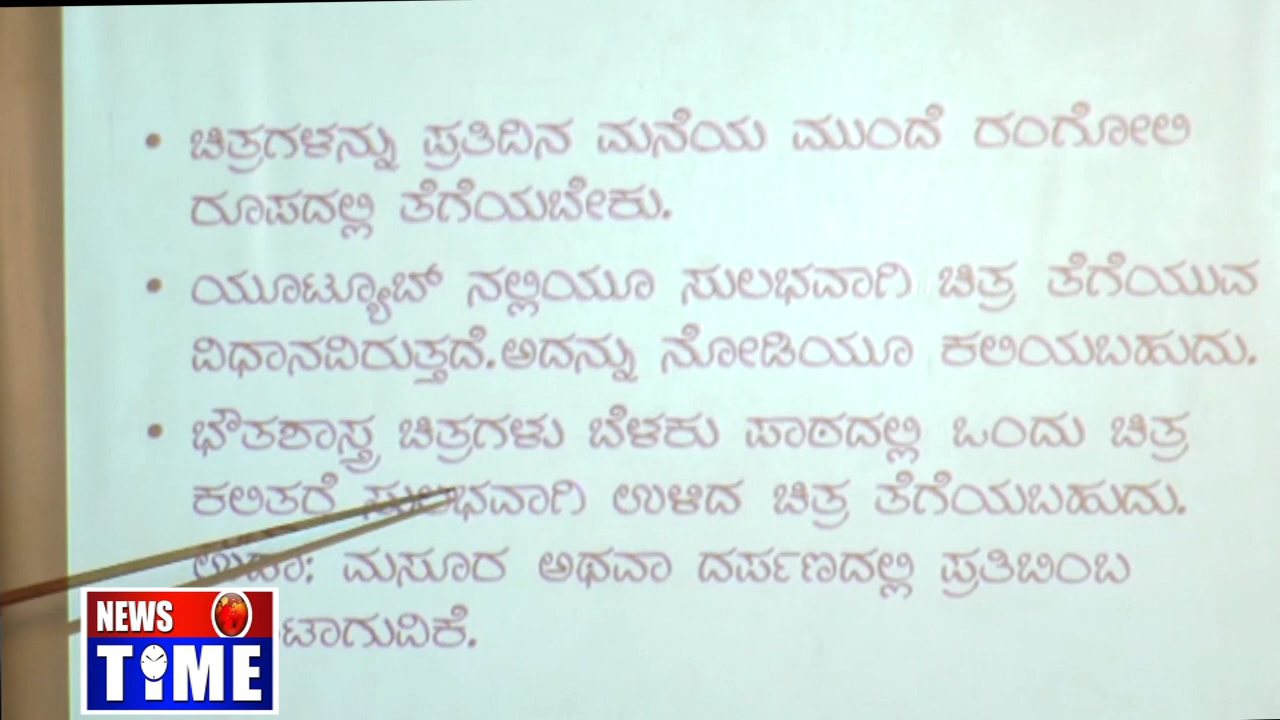 • ಚಿತ್ರಗಳನ್ನು ಪ್ರತಿದಿನ ಮನೆಯ ಮುಂದೆ ರಂಗೋಲಿ
ರೂಪದಲ್ಲಿ ತೆಗೆಯಬೇಕು.
• ಯೂಟ್ಯೂಬ್ ನಲ್ಲಿಯೂ ಸುಲಭವಾಗಿ ಚಿತ್ರ ತೆಗೆಯುವ
ವಿಧಾನವಿರುತ್ತದೆ.ಅದನ್ನು ನೋಡಿಯೂ ಕಲಿಯಬಹುದು.
• ಭೌತಶಾಸ್ತ್ರ ಚಿತ್ರಗಳು ಬೆಳಕು ಪಾಠದಲ್ಲಿ ಒಂದು ಚಿತ್ರ
ಕಲಿತರೆ ಸುಲಭವಾಗಿ ಉಳಿದ ಚಿತ್ರ ತೆಗೆಯಬಹುದು.
ಉದಾ: ಮಸೂರ ಅಥವಾ ದರ್ಪಣದಲ್ಲಿ ಪ್ರತಿಬಿಂಬ
NEWS
TIME